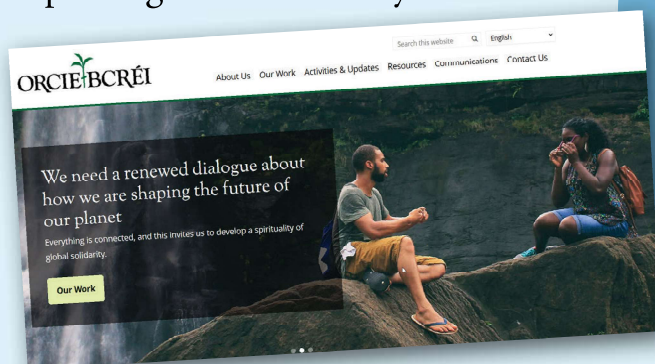 Search this website English
ORCIE BCRÉI
About Us Our Work Activities & Updates Resources Communications Contact Us
We need a renewed dialogue about
how we are shaping the future of
our planet
Everything is connected, and this invites us to develop a spirituality of
global solidarity.
Our Work